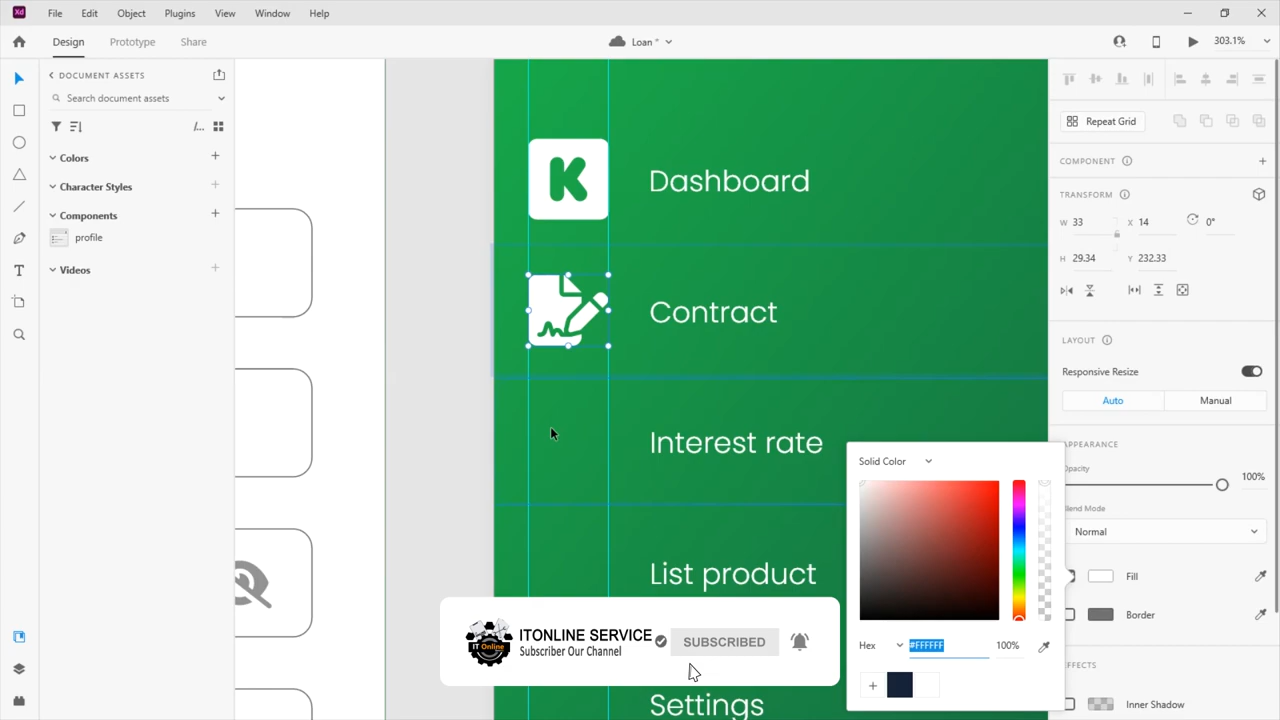 Xd File Edit Object Plugins View Window Help
Design Prototype Share Loan * 303.1%
DOCUMENT ASSETS
Search document assets
Colors
Character Styles
Components
profile
Videos
K
Dashboard
Contract
Interest rate
List product
Settings
Repeat Grid
COMPONENT
TRANSFORM
W 33 X 14 0°
H 29.34 Y 232.33
LAYOUT
Responsive Resize
Auto Manual
APPEARANCE
Opacity
100%
Blend Mode
Normal
Fill
Border
EFFECTS
Inner Shadow
Solid Color
Hex #FFFFFF 100%
IT Online
ITONLINE SERVICE
Subscriber Our Channel
SUBSCRIBED